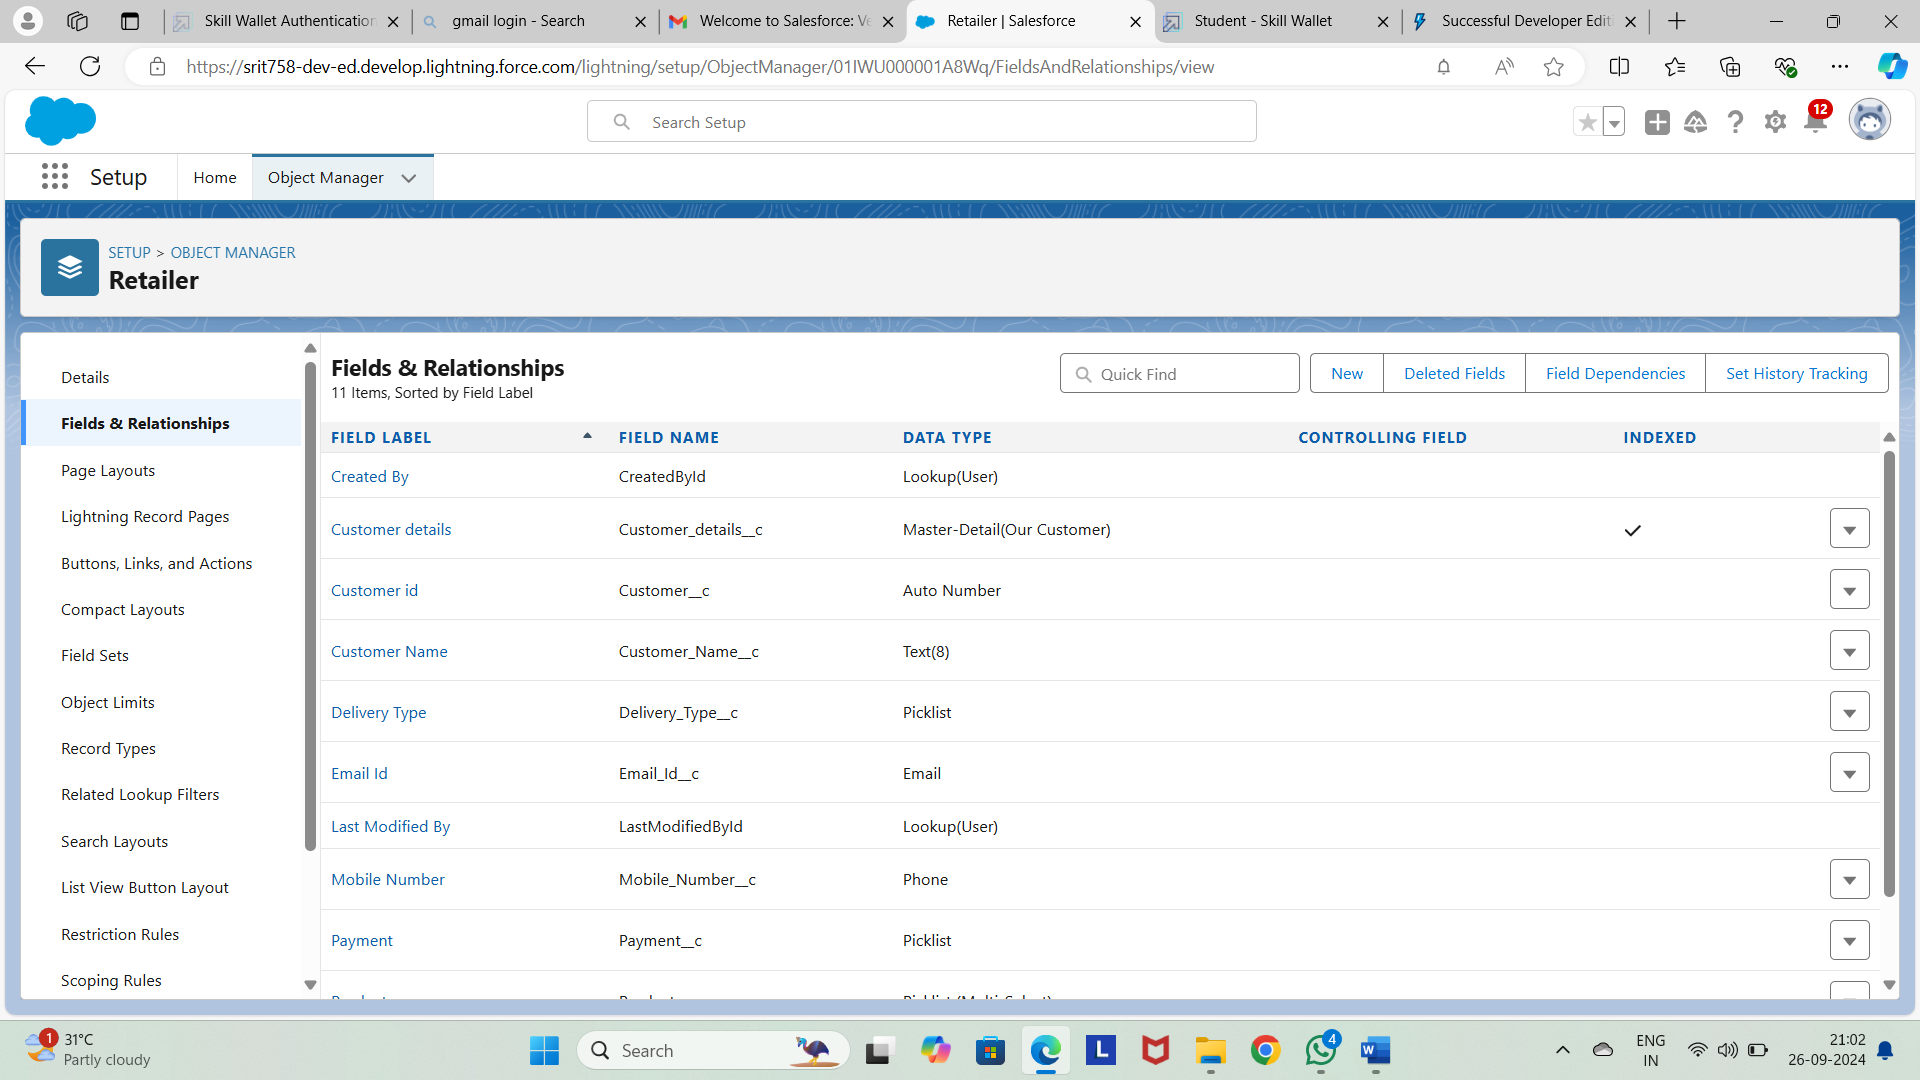 Skill Wallet Authentication
gmail login - Search
Welcome to Salesforce: Ve
Retailer | Salesforce
Student - Skill Wallet
Successful Developer Editi
https://srit758-dev-ed.develop.lightning.force.com/lightning/setup/ObjectManager/01IWU000001A8Wq/FieldsAndRelationships/view
Search Setup
12
Setup
Home
Object Manager
SETUP > OBJECT MANAGER
Retailer
Details
Fields & Relationships
Page Layouts
Lightning Record Pages
Buttons, Links, and Actions
Compact Layouts
Field Sets
Object Limits
Record Types
Related Lookup Filters
Search Layouts
List View Button Layout
Restriction Rules
Scoping Rules
Fields & Relationships
11 Items, Sorted by Field Label
Quick Find
New
Deleted Fields
Field Dependencies
Set History Tracking
FIELD LABEL FIELD NAME DATA TYPE CONTROLLING FIELD INDEXED
Created By CreatedById Lookup(User)
Customer details Customer_details__c Master-Detail(Our Customer)
Customer id Customer__c Auto Number
Customer Name Customer_Name__c Text(8)
Delivery Type Delivery_Type__c Picklist
Email Id Email_Id__c Email
Last Modified By LastModifiedById Lookup(User)
Mobile Number Mobile_Number__c Phone
Payment Payment__c Picklist
1
31°C
Partly cloudy
Search
L
4
W
ENG
IN
21:02
26-09-2024